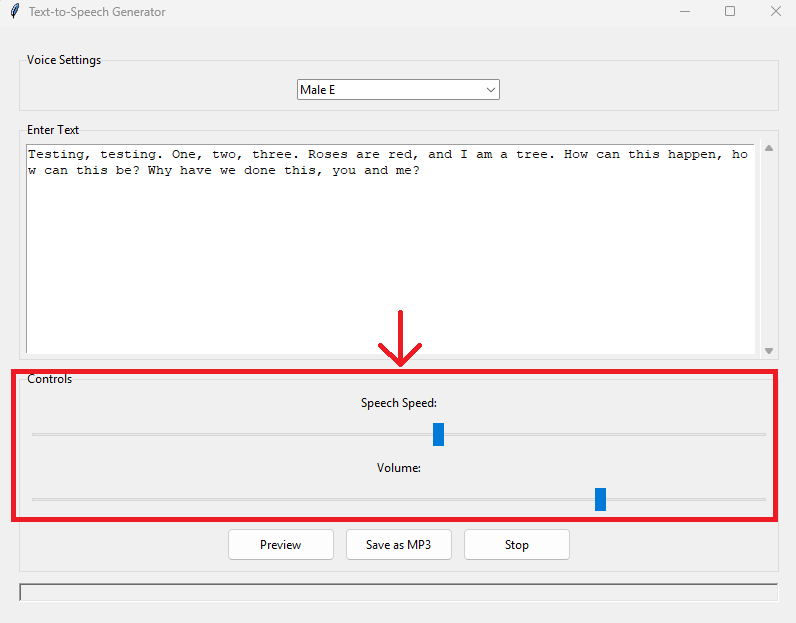 Text-to-Speech Generator
Voice Settings
Male E
Enter Text
Testing, testing. One, two, three. Roses are red, and I am a tree. How can this happen, ho
w can this be? Why have we done this, you and me?
Controls
Speech Speed:
Volume:
Preview
Save as MP3
Stop